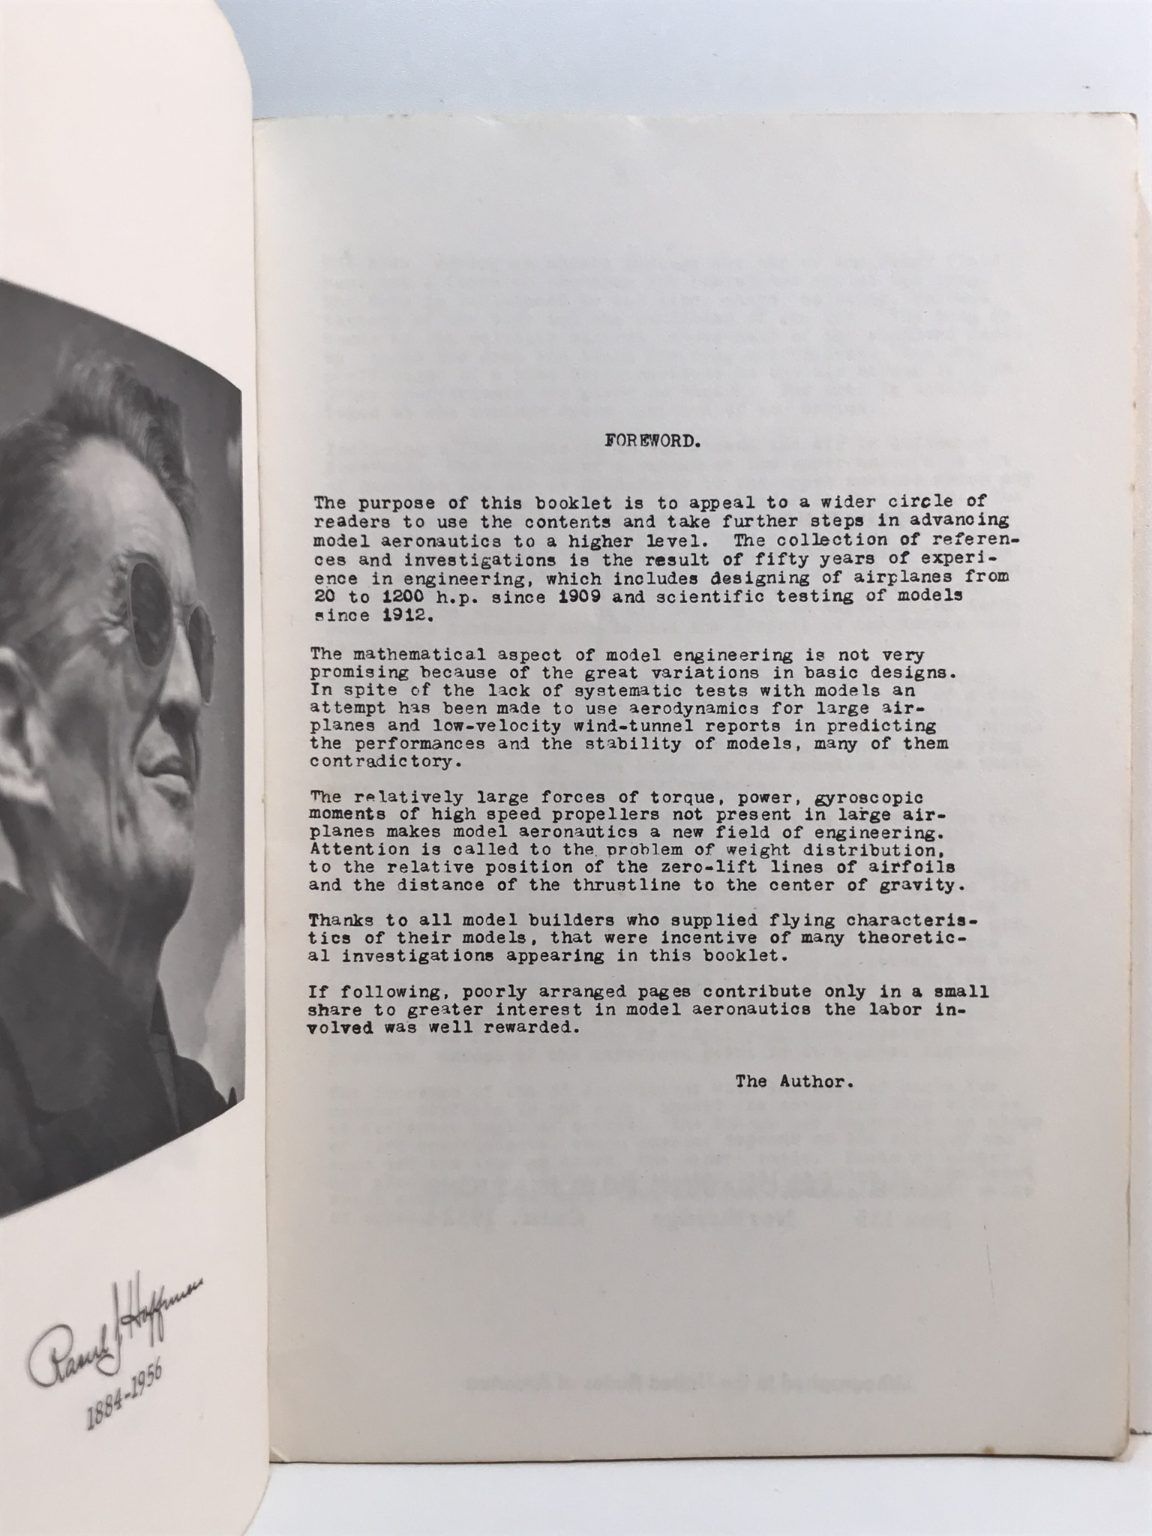 Raoul J Hoffman
1884-1956
FOREWORD.
The purpose of this booklet is to appeal to a wider circle of
readers to use the contents and take further steps in advancing
model aeronautics to a higher level. The collection of referen-
ces and investigations is the result of fifty years of experi-
ence in engineering, which includes designing of airplanes from
20 to 1200 h.p. since 1909 and scientific testing of models
since 1912.
The mathematical aspect of model engineering is not very
promising because of the great variations in basic designs.
In spite of the lack of systematic tests with models an
attempt has been made to use aerodynamics for large air-
planes and low-velocity wind-tunnel reports in predicting
the performances and the stability of models, many of them
contradictory.
The relatively large forces of torque, power, gyroscopic
moments of high speed propellers not present in large air-
planes makes model aeronautics a new field of engineering.
Attention is called to the problem of weight distribution,
to the relative position of the zero-lift lines of airfoils
and the distance of the thrustline to the center of gravity.
Thanks to all model builders who supplied flying characteris-
tics of their models, that were incentive of many theoretic-
al investigations appearing in this booklet.
If following, poorly arranged pages contribute only in a small
share to greater interest in model aeronautics the labor in-
volved was well rewarded.
The Author.